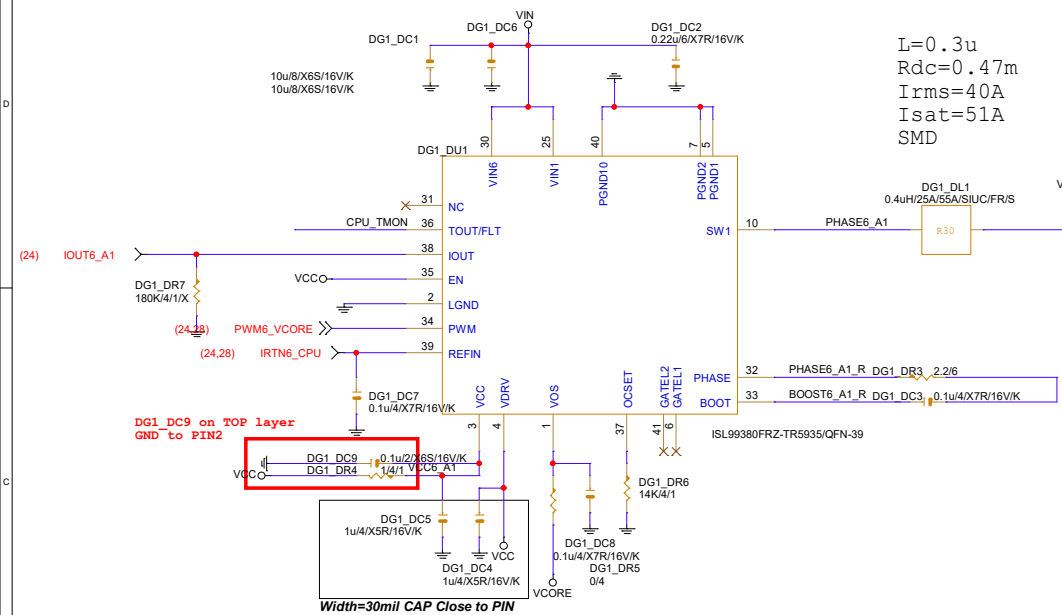 VIN
DG1_DC1
DG1_DC6
DG1_DC2
0.22u/6/X7R/16V/K
10u/8/X6S/16V/K
10u/8/X6S/16V/K
L=0.3u
Rdc=0.47m
Irms=40A
Isat=51A
SMD
D
DG1_DU1
30
25
40
7
5
VIN6
VIN1
PGND10
PGND2
PGND1
31
NC
CPU_TMON
36
TOUT/FLT
(24)
IOUT6_A1
38
IOUT
VCC
35
EN
DG1_DR7
180K/4/1/X
2
LGND
(24,28)
PWM6_VCORE
34
PWM
(24,28)
IRTN6_CPU
39
REFIN
SW1
10
PHASE6_A1
DG1_DL1
0.4uH/25A/55A/SIUC/FR/S
R30
V
PHASE
32
PHASE6_A1_R
DG1_DR3
2.2/6
BOOT
33
BOOST6_A1_R
DG1_DC3
0.1u/4/X7R/16V/K
DG1_DC7
0.1u/4/X7R/16V/K
VCC
VDRV
VOS
OCSET
GATEL2
GATEL1
3
4
1
37
41
6
ISL99380FRZ-TR5935/QFN-39
DG1_DC9 on TOP layer
GND to PIN2
DG1_DC9
0.1u/2/X6S/16V/K
VCC
DG1_DR4
1/4/1
VCC6_A1
C
DG1_DR6
14K/4/1
DG1_DC5
1u/4/X5R/16V/K
DG1_DC4
1u/4/X5R/16V/K
VCC
DG1_DC8
0.1u/4/X7R/16V/K
DG1_DR5
0/4
VCORE
Width=30mil CAP Close to PIN